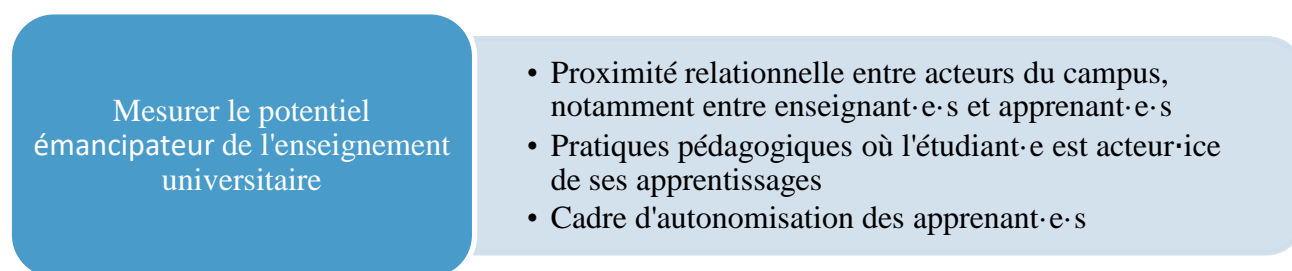 Mesurer le potentiel
émancipateur de l'enseignement
universitaire
• Proximité relationnelle entre acteurs du campus,
notamment entre enseignant·e·s et apprenant·e·s
• Pratiques pédagogiques où l'étudiant·e est acteur·ice
de ses apprentissages
• Cadre d'autonomisation des apprenant·e·s